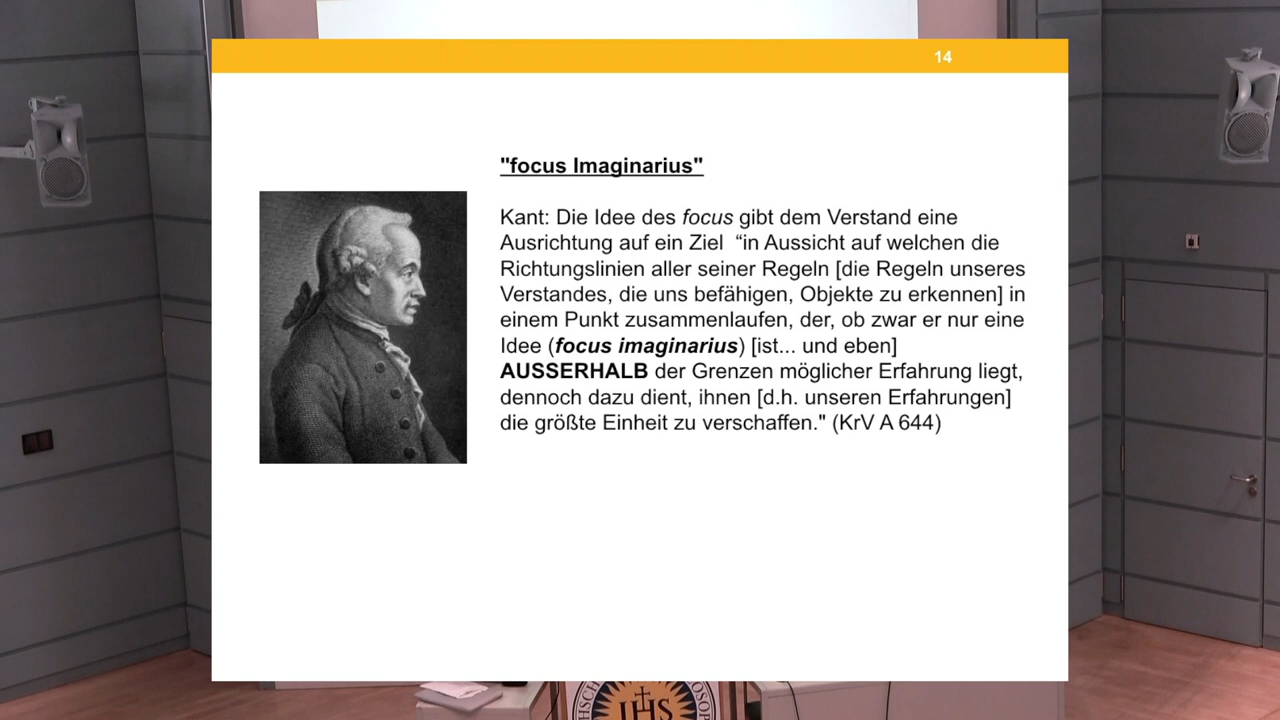 14
"focus Imaginarius"
Kant: Die Idee des focus gibt dem Verstand eine
Ausrichtung auf ein Ziel “in Aussicht auf welchen die
Richtungslinien aller seiner Regeln [die Regeln unseres
Verstandes, die uns befähigen, Objekte zu erkennen] in
einem Punkt zusammenlaufen, der, ob zwar er nur eine
Idee (focus imaginarius) [ist... und eben]
AUSSERHALB der Grenzen möglicher Erfahrung liegt,
dennoch dazu dient, ihnen [d.h. unseren Erfahrungen]
die größte Einheit zu verschaffen." (KrV A 644)
IHS